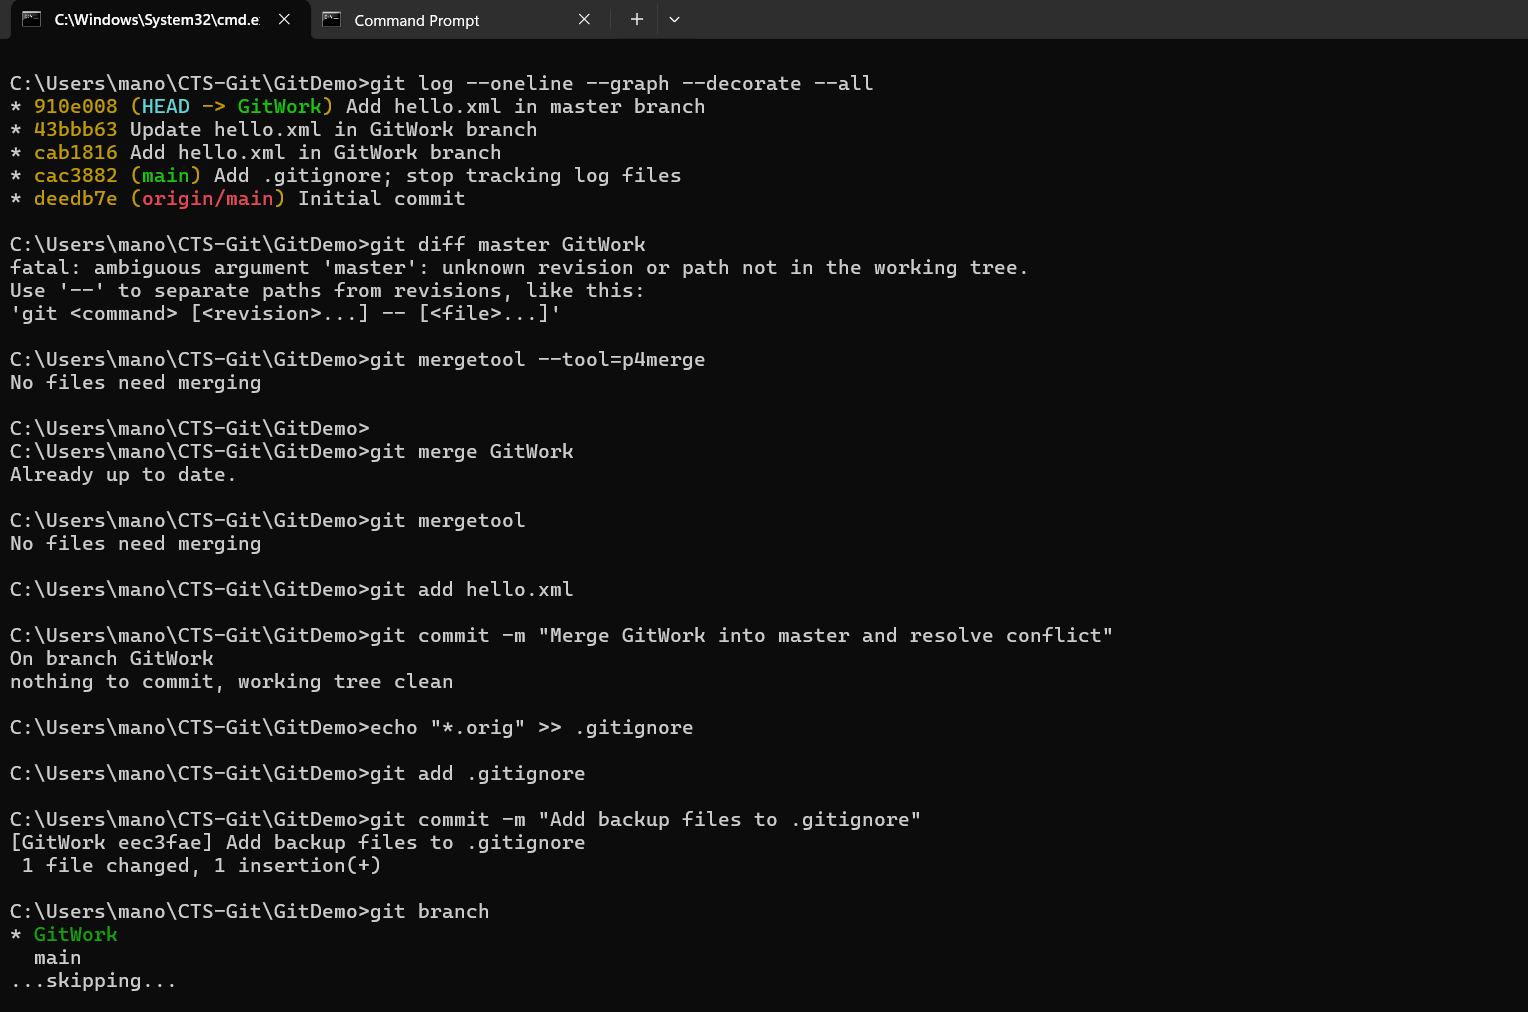 C:\Windows\System32\cmd.e
Command Prompt
C:\Users\mano\CTS-Git\GitDemo>git log --oneline --graph --decorate --all
* 910e008 (HEAD -> GitWork) Add hello.xml in master branch
* 43bbb63 Update hello.xml in GitWork branch
* cab1816 Add hello.xml in GitWork branch
* cac3882 (main) Add .gitignore; stop tracking log files
* deedb7e (origin/main) Initial commit
C:\Users\mano\CTS-Git\GitDemo>git diff master GitWork
fatal: ambiguous argument 'master': unknown revision or path not in the working tree.
Use '--' to separate paths from revisions, like this:
'git <command> [<revision>...] -- [<file>...]'
C:\Users\mano\CTS-Git\GitDemo>git mergetool --tool=p4merge
No files need merging
C:\Users\mano\CTS-Git\GitDemo>
C:\Users\mano\CTS-Git\GitDemo>git merge GitWork
Already up to date.
C:\Users\mano\CTS-Git\GitDemo>git mergetool
No files need merging
C:\Users\mano\CTS-Git\GitDemo>git add hello.xml
C:\Users\mano\CTS-Git\GitDemo>git commit -m "Merge GitWork into master and resolve conflict"
On branch GitWork
nothing to commit, working tree clean
C:\Users\mano\CTS-Git\GitDemo>echo "*.orig" >> .gitignore
C:\Users\mano\CTS-Git\GitDemo>git add .gitignore
C:\Users\mano\CTS-Git\GitDemo>git commit -m "Add backup files to .gitignore"
[GitWork eec3fae] Add backup files to .gitignore
 1 file changed, 1 insertion(+)
C:\Users\mano\CTS-Git\GitDemo>git branch
* GitWork
  main
...skipping...